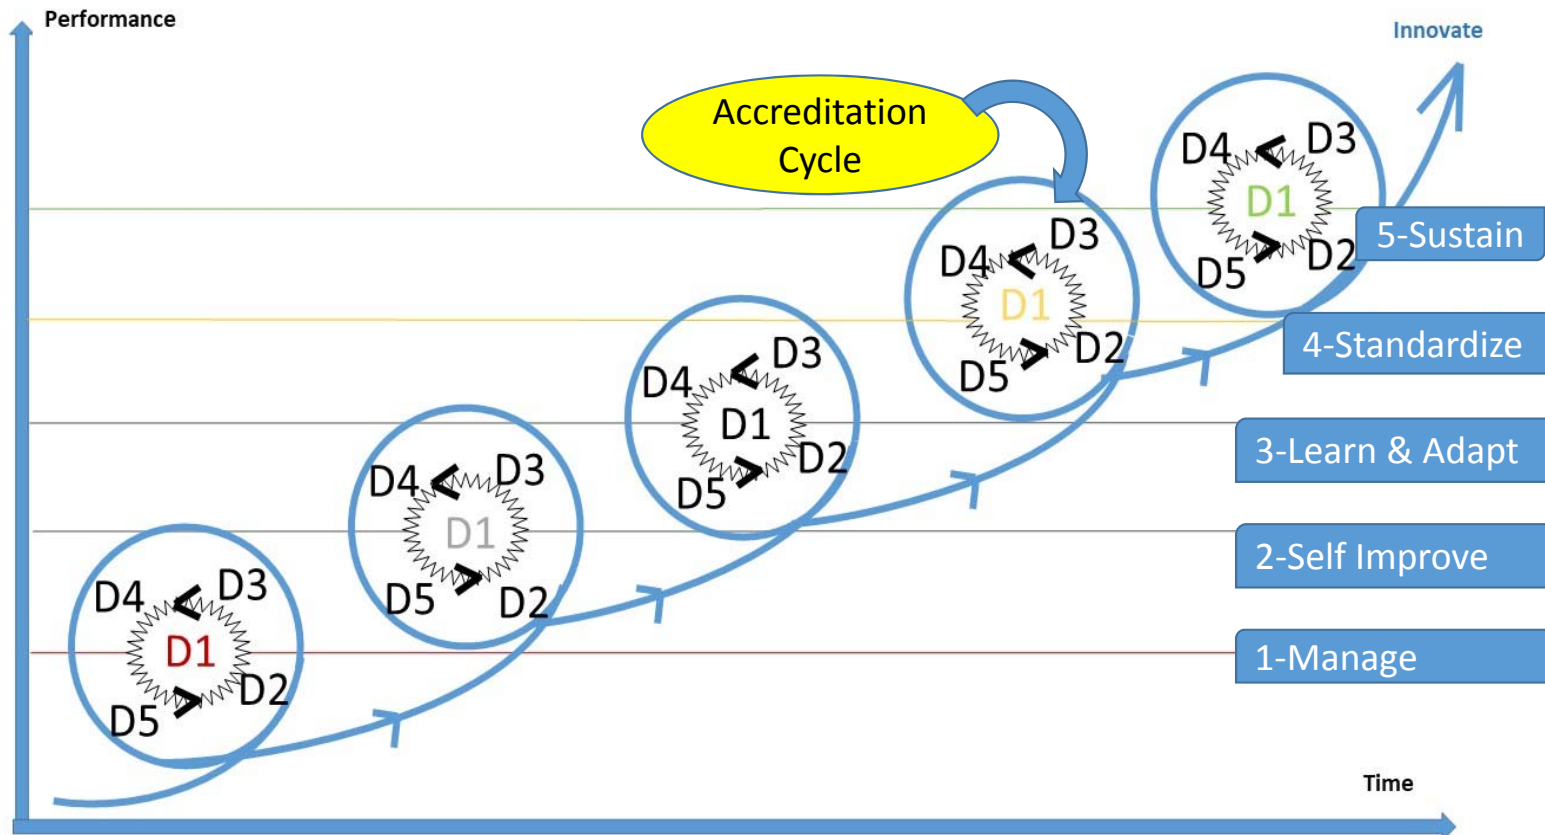 Performance
Innovate
Accreditation
Cycle
D4 D3
D1
D5 D2
5-Sustain
D4 D3
D1
D5 D2
4-Standardize
D4 D3
D1
D5 D2
3-Learn & Adapt
D4 D3
D1
D5 D2
2-Self Improve
D4 D3
D1
D5 D2
1-Manage
Time